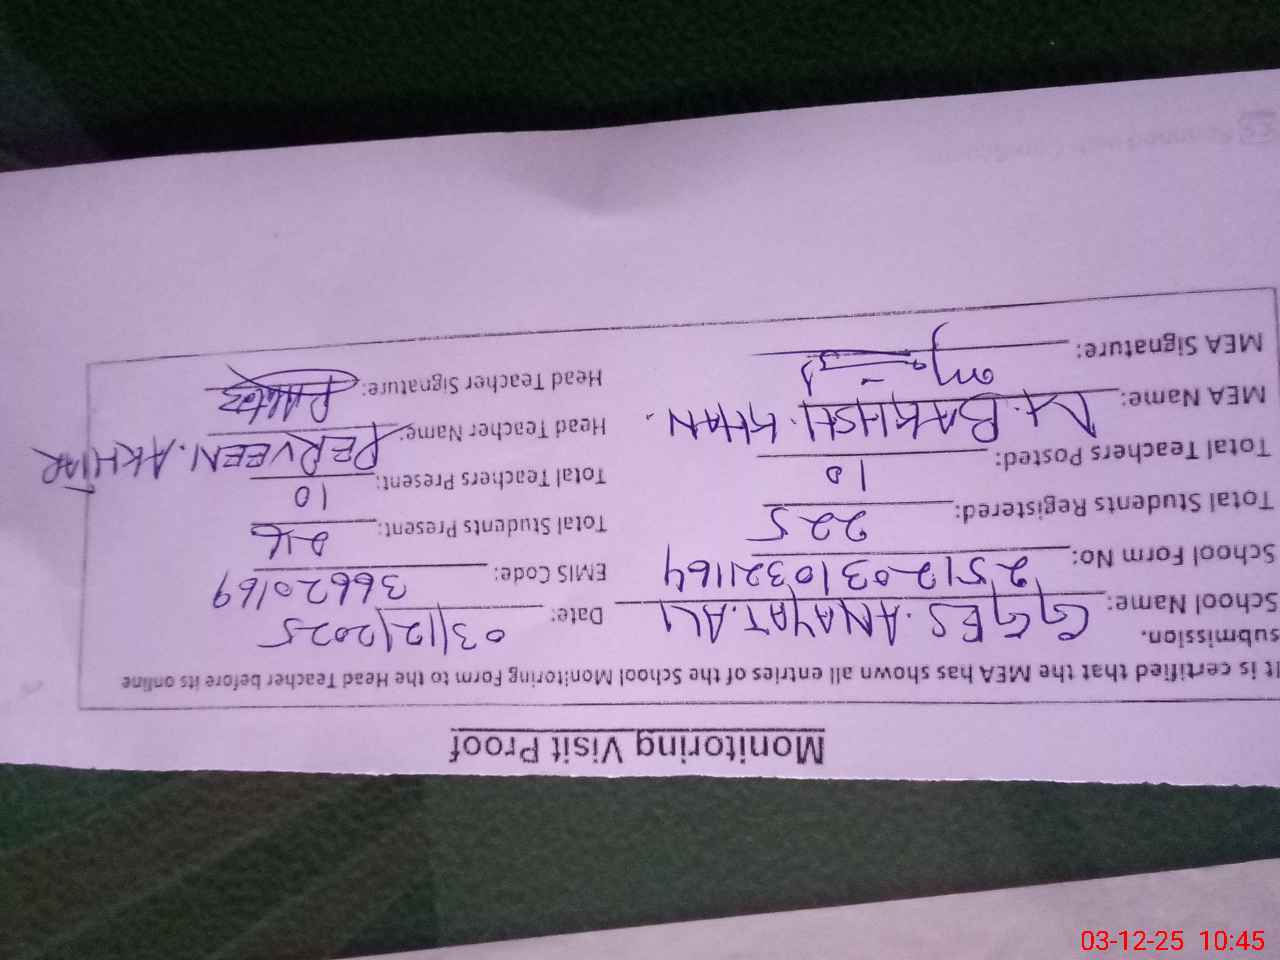 Monitoring Visit Proof
It is certified that the MEA has shown all entries of the School Monitoring Form to the Head Teacher before its online
submission.
School Name: GGES. ANAYAT. ALI Date: 03/12/2025
School Form No: 25120310321164 EMIS Code: 36620169
Total Students Registered: 225 Total Students Present: 216
Total Teachers Posted: 10 Total Teachers Present: 10
MEA Name: M. BAKHSH. KHAN. Head Teacher Name: PERVEEN. AKHTAR
MEA Signature: Head Teacher Signature:
03-12-25 10:45